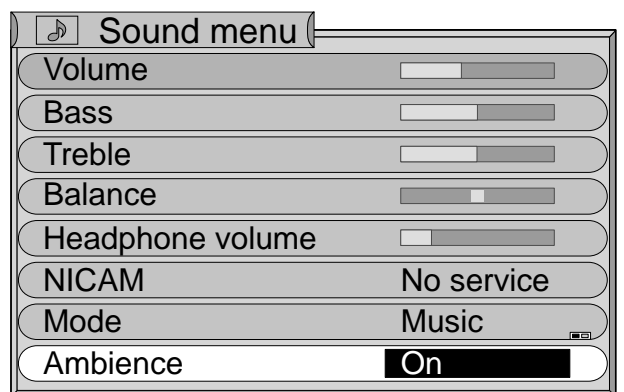 Sound menu
Volume
Bass
Treble
Balance
Headphone volume
NICAM No service
Mode Music
Ambience On